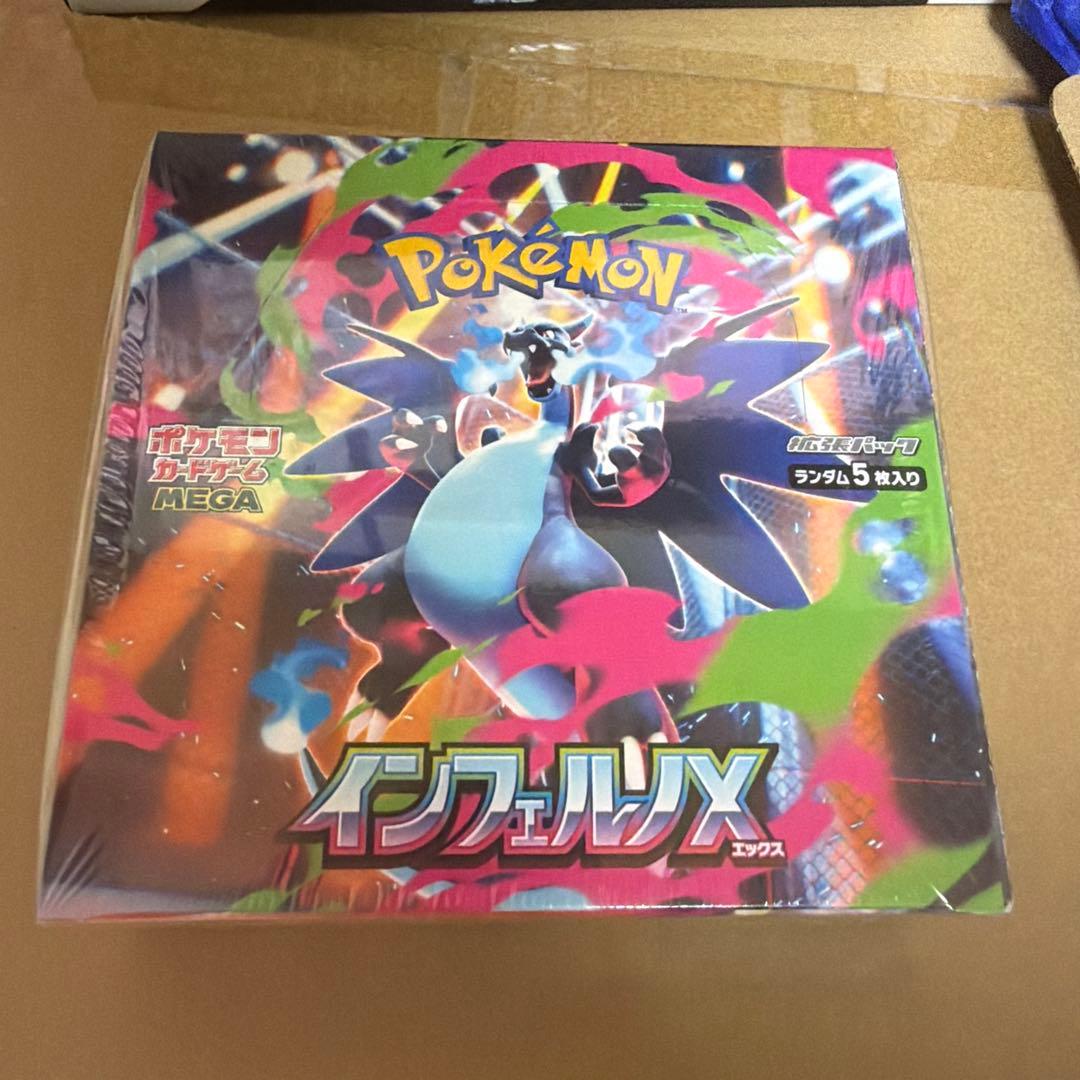 POKéMON
TM
ポケモン
カードゲーム
MEGA
拡張パック
ランダム5枚入り
インフェルノX
エックス